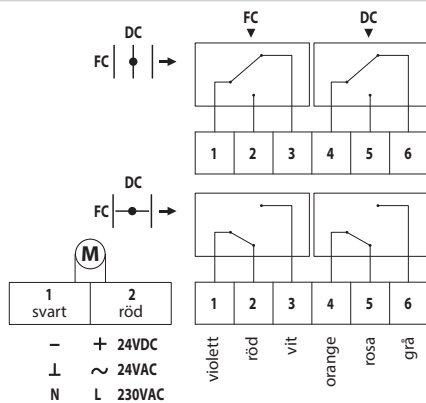 FC DC
▼ ▼
DC
FC
1 2 3 4 5 6
DC
FC
M
1 2
svart röd
1 2 3 4 5 6
violett röd vit orange rosa grå
− + 24VDC
⊥ ~ 24VAC
N L 230VAC